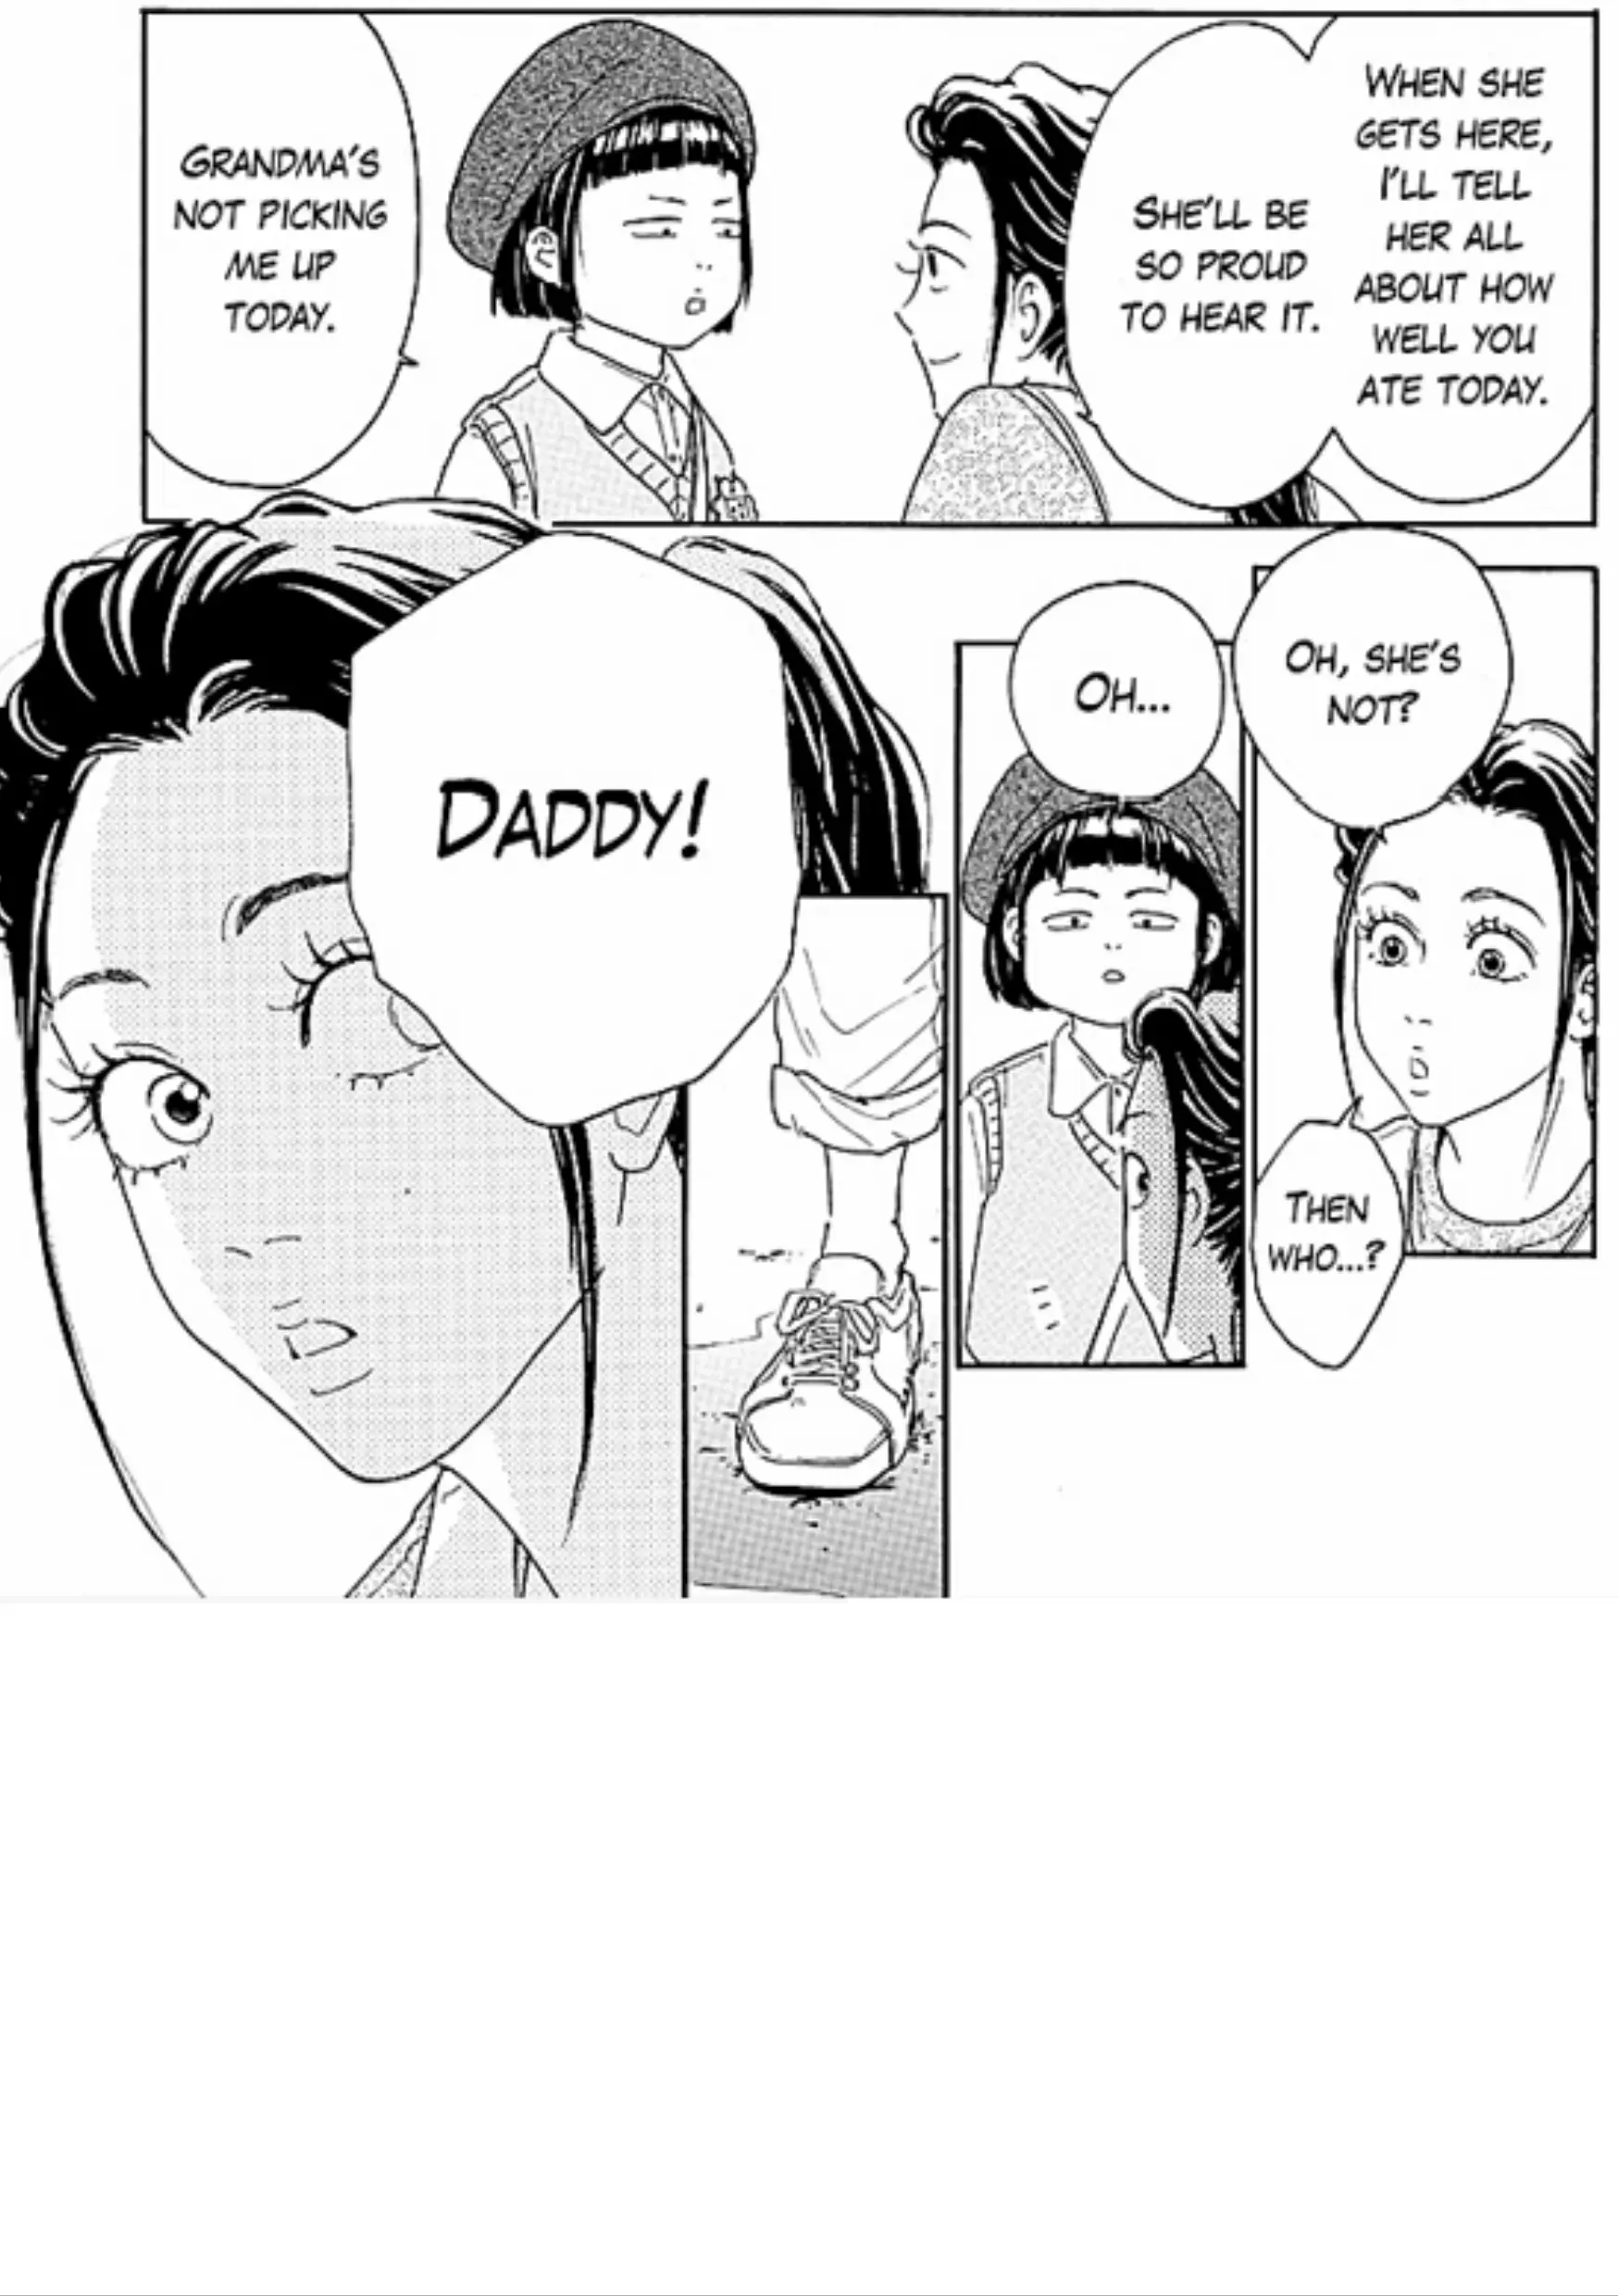 WHEN SHE
GETS HERE,
I'LL TELL
HER ALL
ABOUT HOW
WELL YOU
ATE TODAY.
SHE'LL BE
SO PROUD
TO HEAR IT.
GRANDMA'S
NOT PICKING
ME UP
TODAY.
OH, SHE'S
NOT?
THEN
WHO...?
OH...
DADDY!